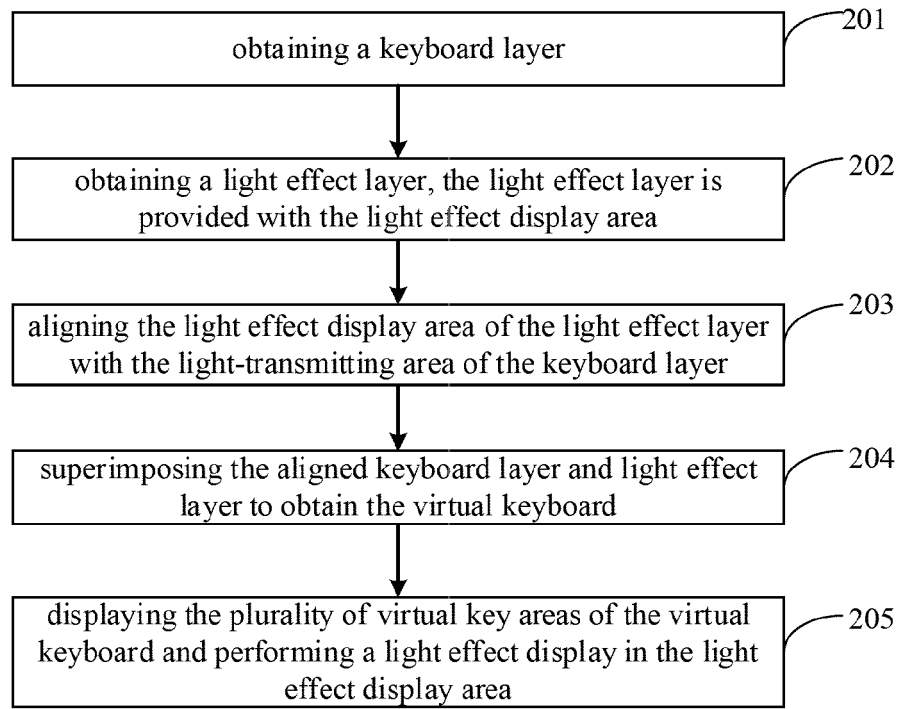 obtaining a keyboard layer
201
obtaining a light effect layer, the light effect layer is
provided with the light effect display area
202
aligning the light effect display area of the light effect layer
with the light-transmitting area of the keyboard layer
203
superimposing the aligned keyboard layer and light effect
layer to obtain the virtual keyboard
204
displaying the plurality of virtual key areas of the virtual
keyboard and performing a light effect display in the light
effect display area
205